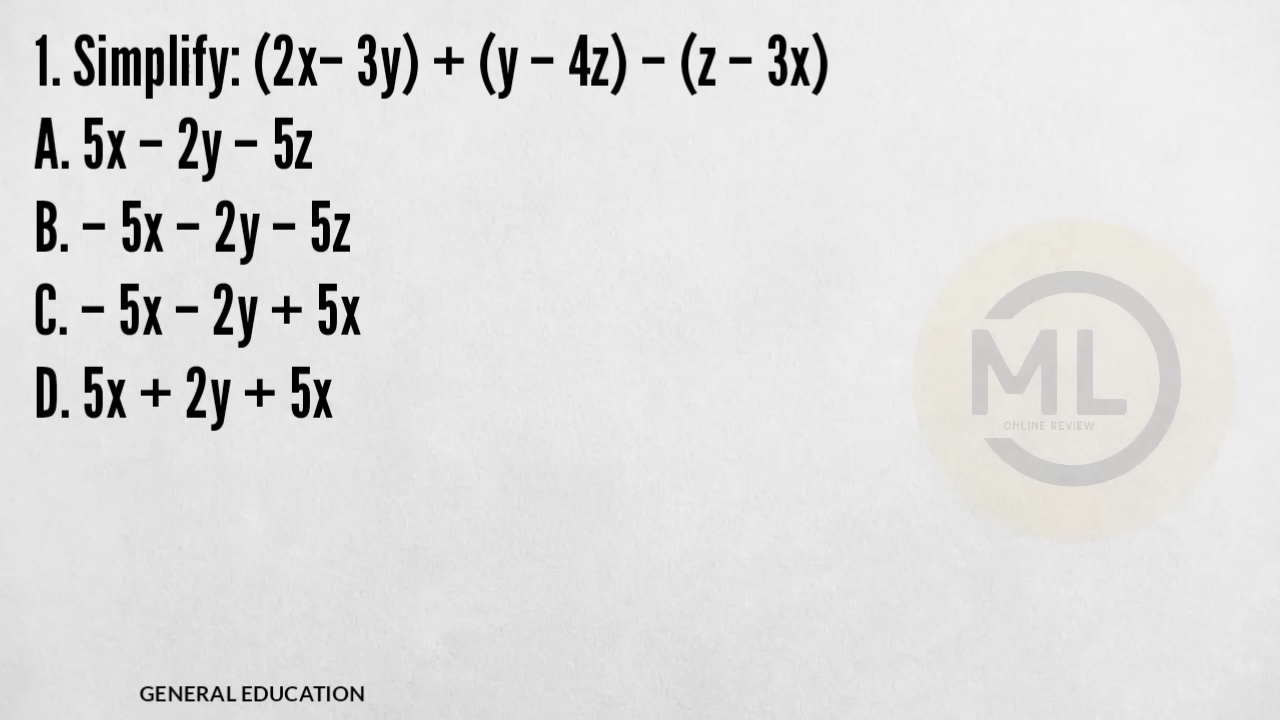 1. Simplify: (2x– 3y) + (y – 4z) – (z – 3x)
A. 5x – 2y – 5z
B. – 5x – 2y – 5z
C. – 5x – 2y + 5x
D. 5x + 2y + 5x
ML
ONLINE REVIEW
GENERAL EDUCATION